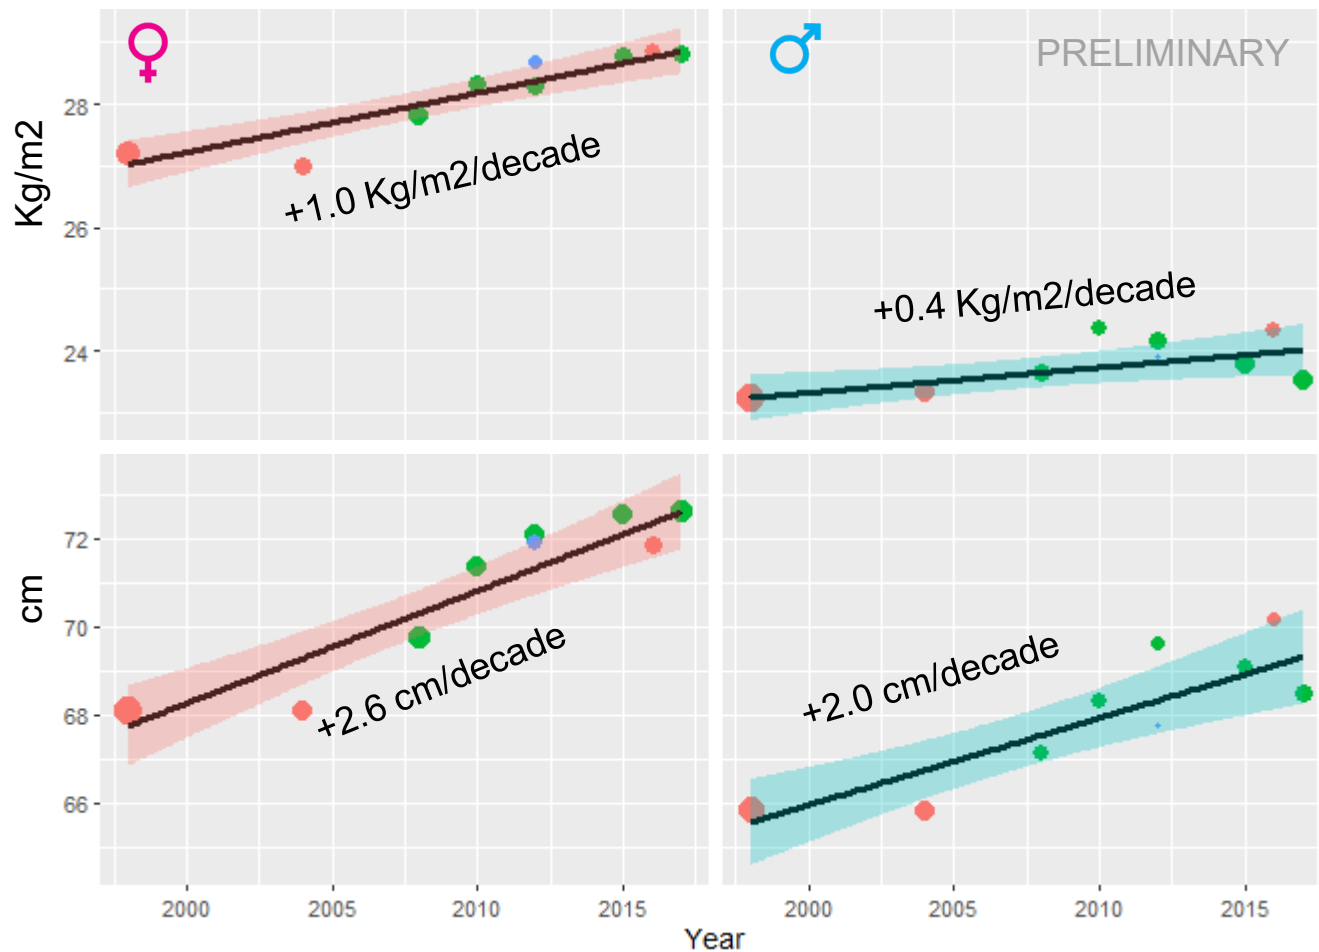 PRELIMINARY
Kg/m2
28
26
24
+1.0 Kg/m2/decade
+0.4 Kg/m2/decade
cm
72
70
68
66
+2.6 cm/decade
+2.0 cm/decade
2000 2005 2010 2015 2000 2005 2010 2015
Year